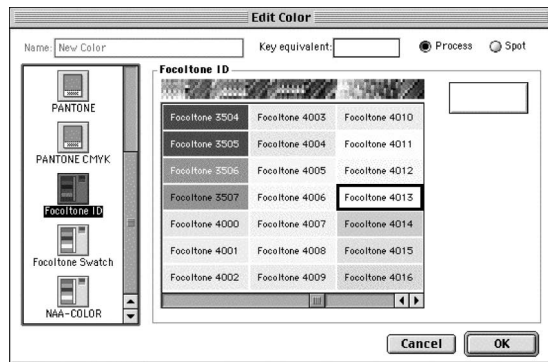 Edit Color
Name: New Color
Key equivalent:
Process
Spot
PANTONE
PANTONE CMYK
Focoltone ID
Focoltone Swatch
NAA-COLOR
Focoltone ID
Focoltone 3504 Focoltone 4003 Focoltone 4010
Focoltone 3505 Focoltone 4004 Focoltone 4011
Focoltone 3506 Focoltone 4005 Focoltone 4012
Focoltone 3507 Focoltone 4006 Focoltone 4013
Focoltone 4000 Focoltone 4007 Focoltone 4014
Focoltone 4001 Focoltone 4008 Focoltone 4015
Focoltone 4002 Focoltone 4009 Focoltone 4016
Cancel
OK